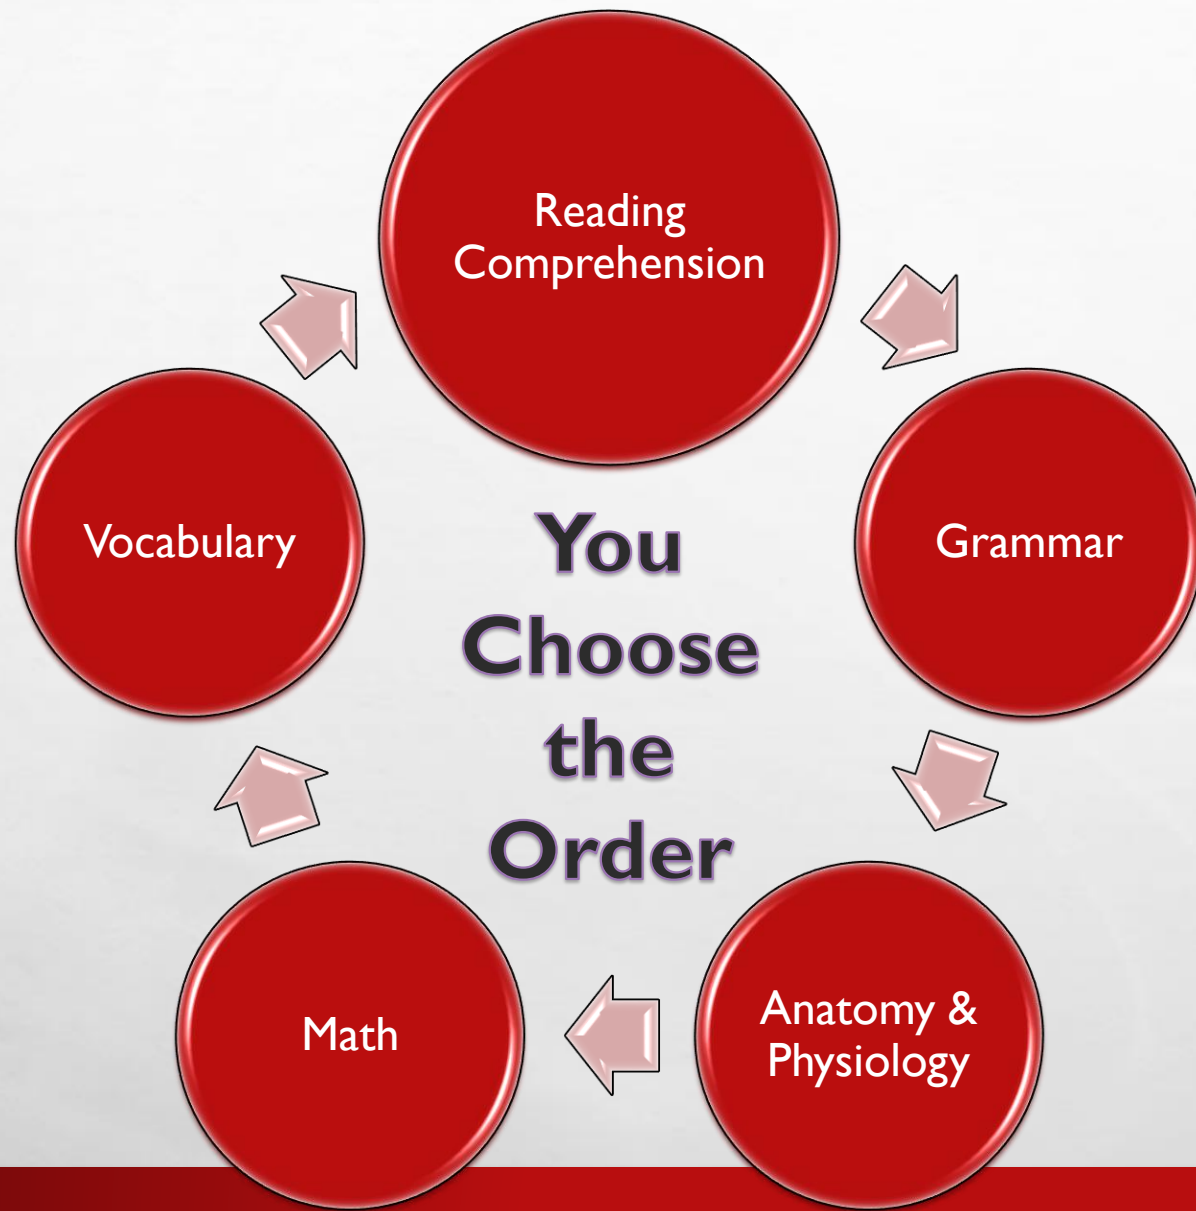 Reading
Comprehension
Vocabulary
Grammar
You
Choose
the
Order
Math
Anatomy &
Physiology